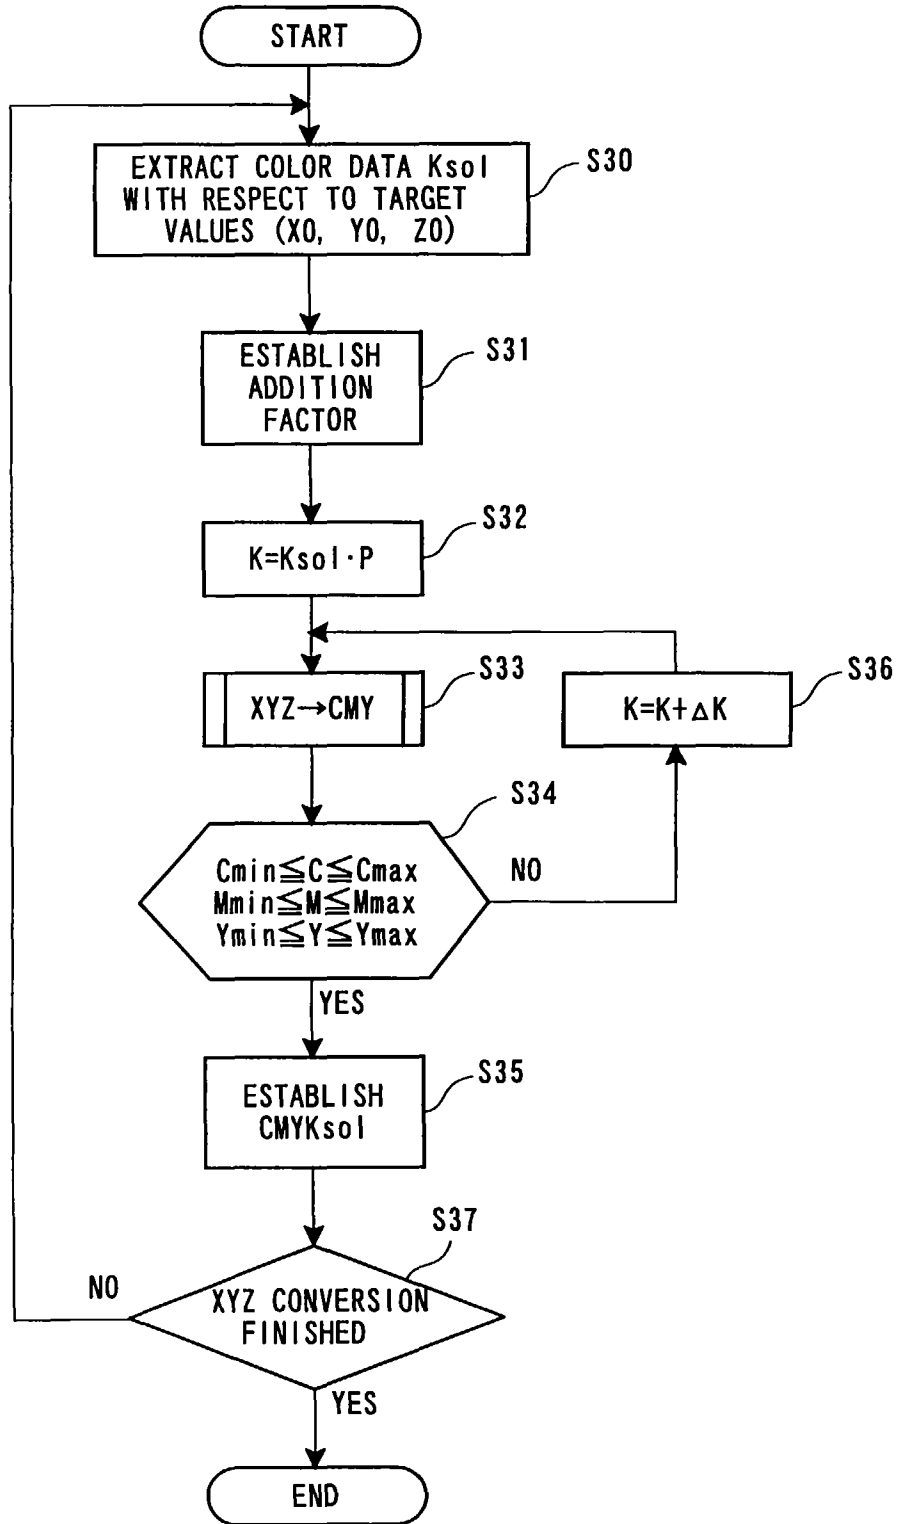 START
EXTRACT COLOR DATA Ksol
WITH RESPECT TO TARGET
VALUES (X0, Y0, Z0)
S30
ESTABLISH
ADDITION
FACTOR
S31
K=Ksol·P
S32
XYZ→CMY
S33
K=K+ΔK
S36
Cmin≦C≦Cmax
Mmin≦M≦Mmax
Ymin≦Y≦Ymax
S34
NO
YES
ESTABLISH
CMYKsol
S35
XYZ CONVERSION
FINISHED
S37
NO
YES
END